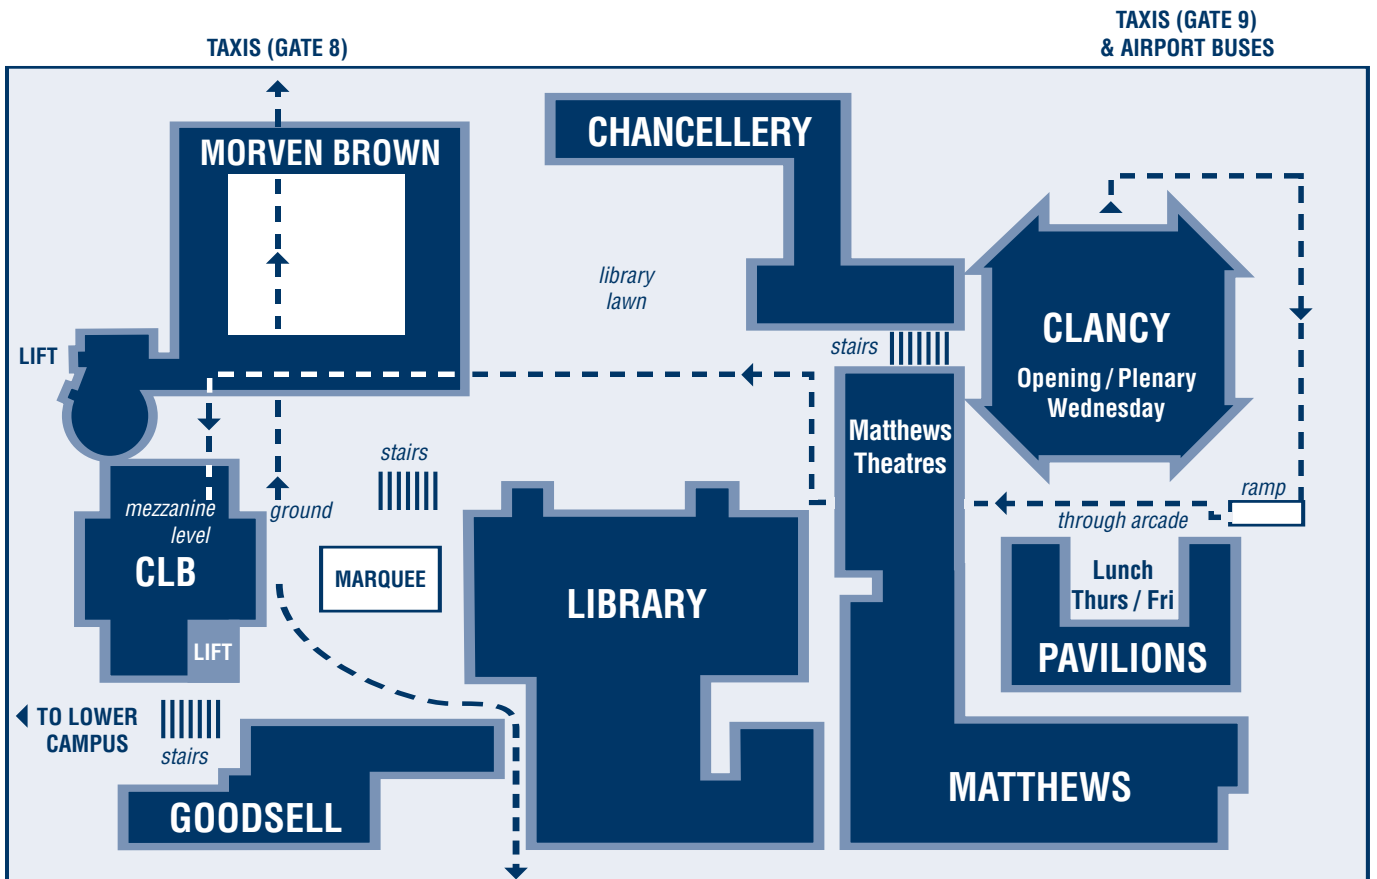 TAXIS (GATE 9)
& AIRPORT BUSES
TAXIS (GATE 8)
CHANCELLERY
MORVEN BROWN
library
lawn
CLANCY
Opening / Plenary
Wednesday
stairs
LIFT
Matthews
Theatres
stairs
ramp
mezzanine
level
ground
through arcade
CLB
MARQUEE
LIBRARY
Lunch
Thurs / Fri
LIFT
PAVILIONS
TO LOWER
CAMPUS
stairs
MATTHEWS
GOODSELL